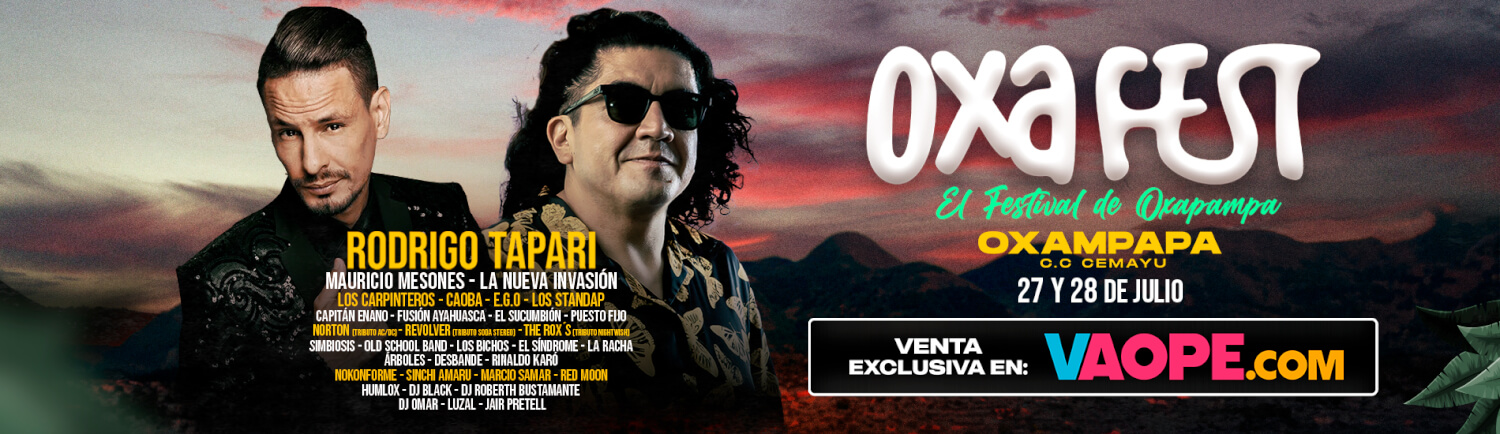 RODRIGO TAPARI
MAURICIO MESONES - LA NUEVA INVASIÓN
LOS CARPINTEROS - CAOBA - E.G.O - LOS STANDAP
CAPITÁN ENANO - FUSIÓN AYAHUASCA - EL SUCUMBIÓN - PUESTO FIJO
NORTON (TRIBUTO AC/DC) - REVOLVER (TRIBUTO SODA STEREO) - THE ROX´S (TRIBUTO NIGHTWISH)
SIMBIOSIS - OLD SCHOOL BAND - LOS BICHOS - EL SÍNDROME - LA RACHA
ÁRBOLES - DESBANDE - RINALDO KARÓ
NOKONFORME - SINCHI AMARU - MARCIO SAMAR - RED MOON
HUMLOX - DJ BLACK - DJ ROBERTH BUSTAMANTE
DJ OMAR - LUZAL - JAIR PRETELL
OXA FEST
El Festival de Oxapampa
OXAMPAPA
C.C CEMAYU
27 Y 28 DE JULIO
VENTA
EXCLUSIVA EN:
VAOPE.COM